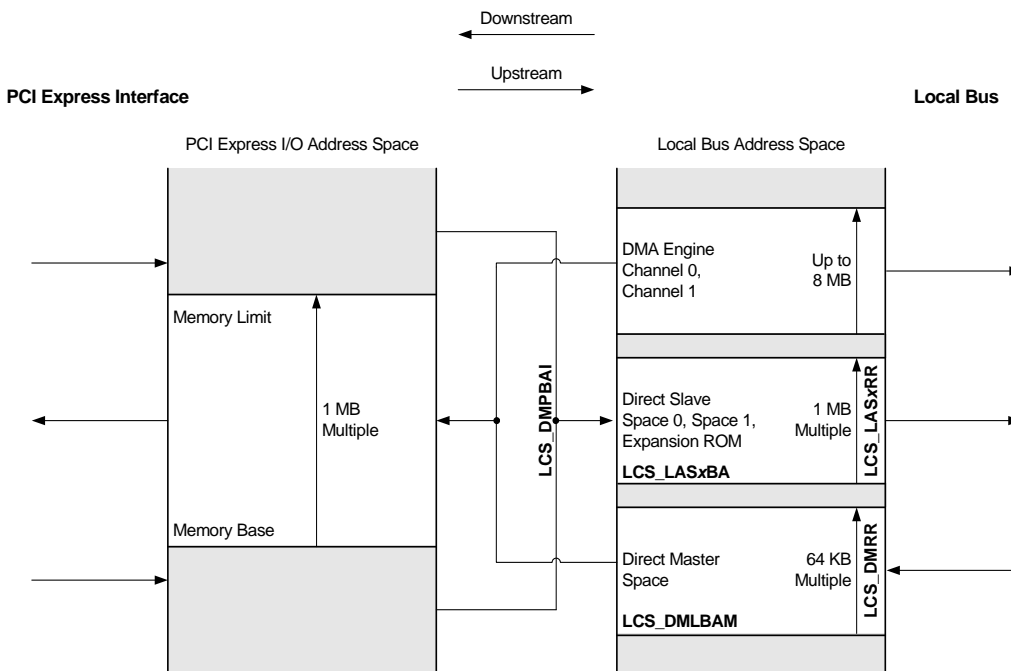 Downstream
Upstream
PCI Express Interface
Local Bus
PCI Express I/O Address Space
Local Bus Address Space
Memory Limit
1 MB
Multiple
Memory Base
LCS_DMPBAI
DMA Engine
Channel 0,
Channel 1
Up to
8 MB
Direct Slave
Space 0, Space 1,
Expansion ROM
1 MB
Multiple
LCS_LASxRR
LCS_LASxBA
Direct Master
Space
64 KB
Multiple
LCS_DMRR
LCS_DMLBAM